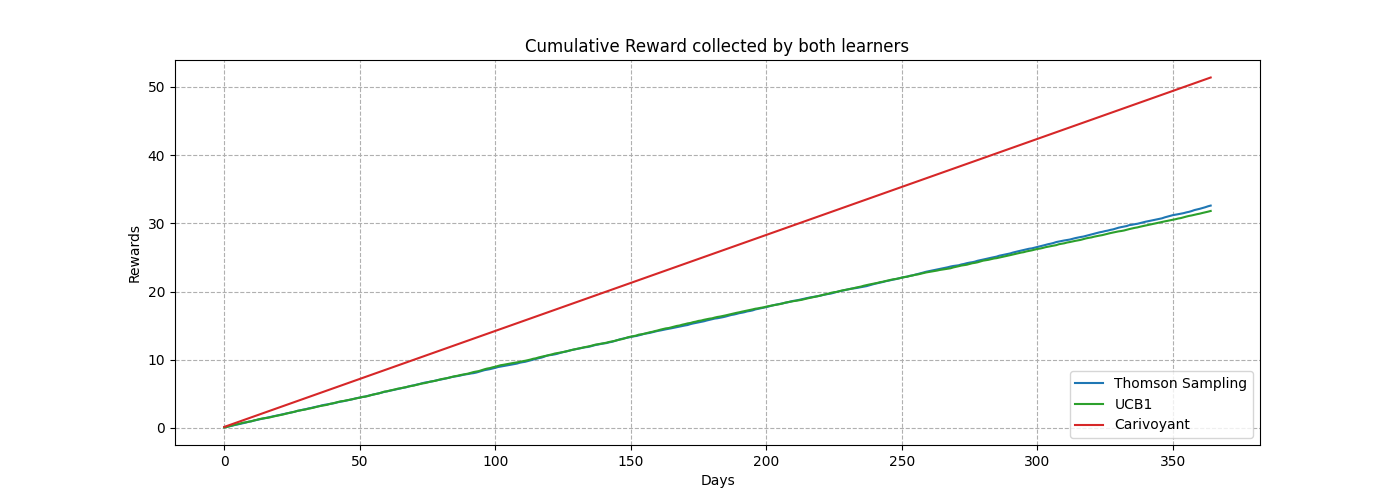 Cumulative Reward collected by both learners
Rewards
50
40
30
20
10
0
0 50 100 150 200 250 300 350
Days
Thomson Sampling
UCB1
Carivoyant